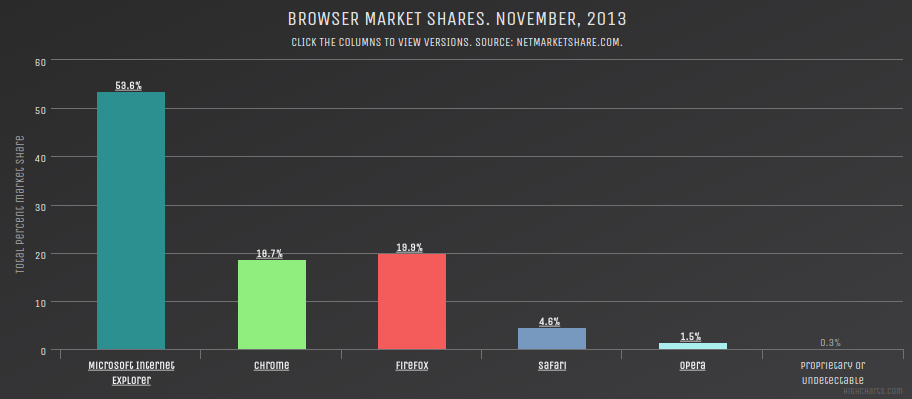 BROWSER MARKET SHARES. NOVEMBER, 2013
CLICK THE COLUMNS TO VIEW VERSIONS. SOURCE: NETMARKETSHARE.COM.
Total percent market share
60
50
40
30
20
10
0
53.6%
18.7%
19.9%
4.6%
1.5%
0.3%
Microsoft Internet
Explorer
Chrome
Firefox
Safari
Opera
Proprietary or
Undetectable
Highcharts.com